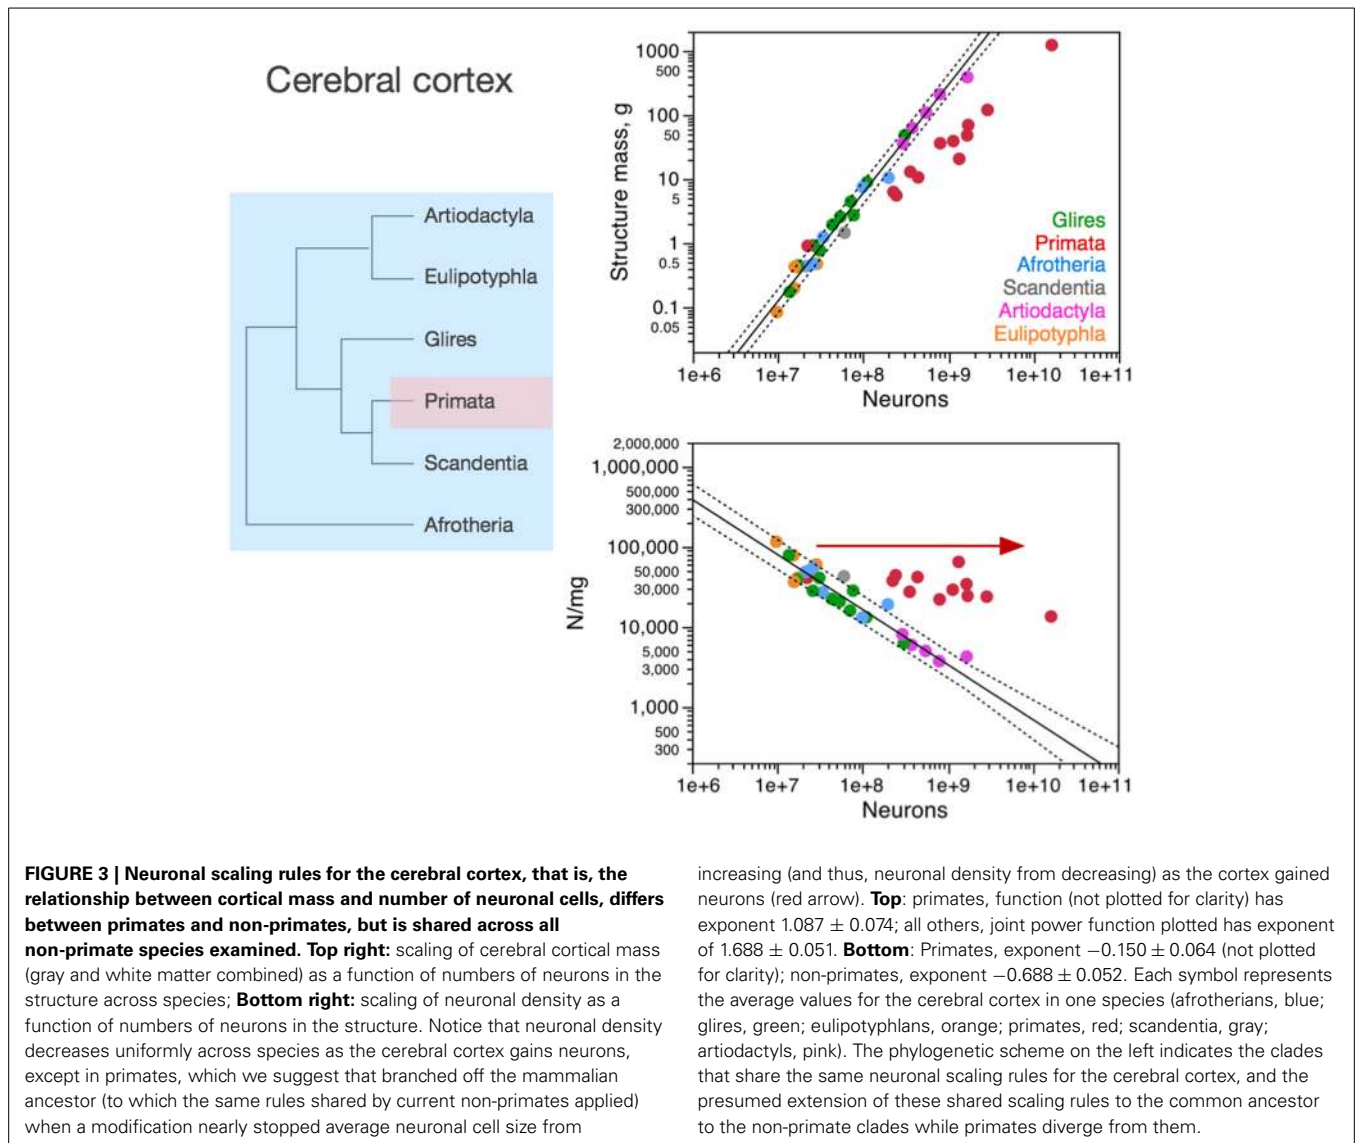 Cerebral cortex
Artiodactyla
Eulipotyphla
Glires
Primata
Scandentia
Afrotheria
Structure mass, g
1000
500
100
50
10
5
1
0.5
0.1
0.05
Glires
Primata
Afrotheria
Scandentia
Artiodactyla
Eulipotyphla
1e+6 1e+7 1e+8 1e+9 1e+10 1e+11
Neurons
N/mg
2,000,000
1,000,000
500,000
300,000
100,000
50,000
30,000
10,000
5,000
3,000
1,000
500
300
1e+6 1e+7 1e+8 1e+9 1e+10 1e+11
Neurons
FIGURE 3 | Neuronal scaling rules for the cerebral cortex, that is, the
relationship between cortical mass and number of neuronal cells, differs
between primates and non-primates, but is shared across all
non-primate species examined. Top right: scaling of cerebral cortical mass
(gray and white matter combined) as a function of numbers of neurons in the
structure across species; Bottom right: scaling of neuronal density as a
function of numbers of neurons in the structure. Notice that neuronal density
decreases uniformly across species as the cerebral cortex gains neurons,
except in primates, which we suggest that branched off the mammalian
ancestor (to which the same rules shared by current non-primates applied)
when a modification nearly stopped average neuronal cell size from
increasing (and thus, neuronal density from decreasing) as the cortex gained
neurons (red arrow). Top: primates, function (not plotted for clarity) has
exponent 1.087 ± 0.074; all others, joint power function plotted has exponent
of 1.688 ± 0.051. Bottom: Primates, exponent −0.150 ± 0.064 (not plotted
for clarity); non-primates, exponent −0.688 ± 0.052. Each symbol represents
the average values for the cerebral cortex in one species (afrotherians, blue;
glires, green; eulipotyphlans, orange; primates, red; scandentia, gray;
artiodactyls, pink). The phylogenetic scheme on the left indicates the clades
that share the same neuronal scaling rules for the cerebral cortex, and the
presumed extension of these shared scaling rules to the common ancestor
to the non-primate clades while primates diverge from them.